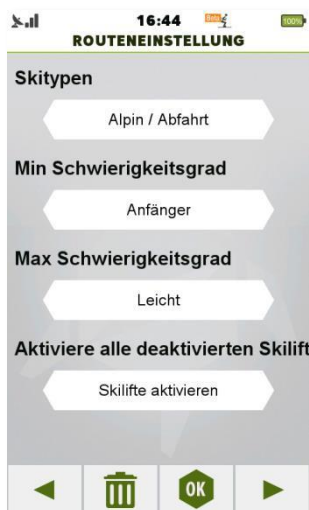 16:44
Beta
100%
ROUTENEINSTELLUNG
Skitypen
Alpin / Abfahrt
Min Schwierigkeitsgrad
Anfänger
Max Schwierigkeitsgrad
Leicht
Aktiviere alle deaktivierten Skilift
Skilifte aktivieren
OK